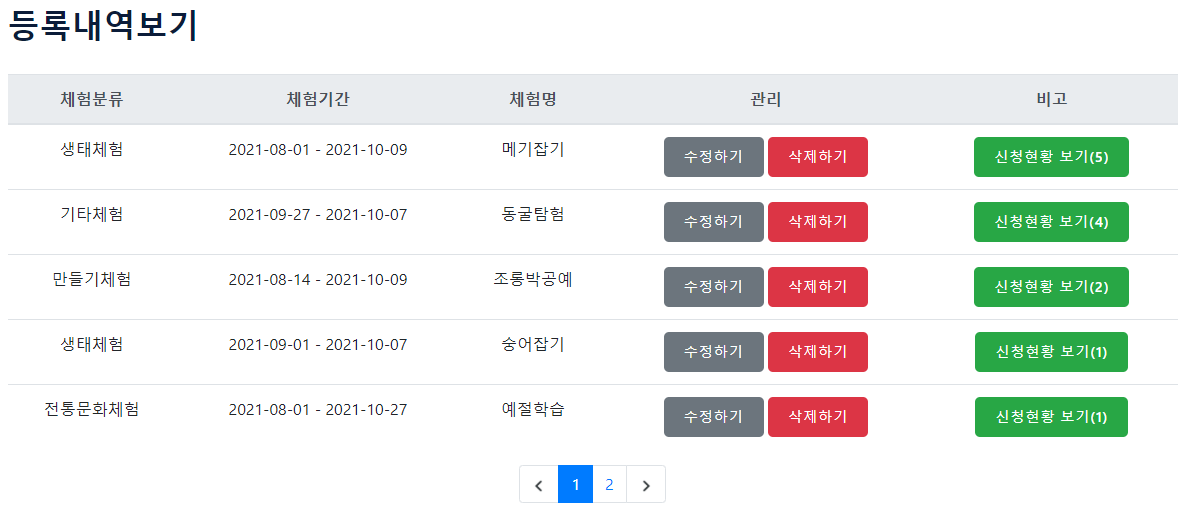 등록내역보기
체험분류 체험기간 체험명 관리 비고
생태체험 2021-08-01 - 2021-10-09 메기잡기 수정하기 삭제하기 신청현황 보기(5)
기타체험 2021-09-27 - 2021-10-07 동굴탐험 수정하기 삭제하기 신청현황 보기(4)
만들기체험 2021-08-14 - 2021-10-09 조롱박공예 수정하기 삭제하기 신청현황 보기(2)
생태체험 2021-09-01 - 2021-10-07 숭어잡기 수정하기 삭제하기 신청현황 보기(1)
전통문화체험 2021-08-01 - 2021-10-27 예절학습 수정하기 삭제하기 신청현황 보기(1)
1 2